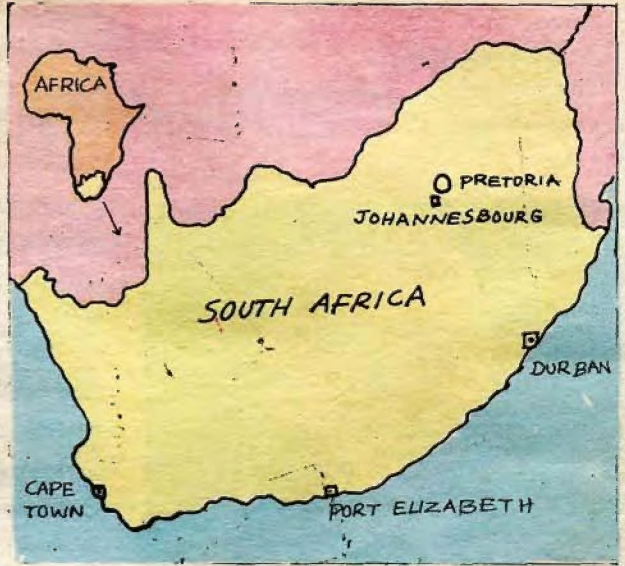 AFRICA
PRETORIA
JOHANNESBOURG
SOUTH AFRICA
DURBAN
CAPE
TOWN
PORT ELIZABETH